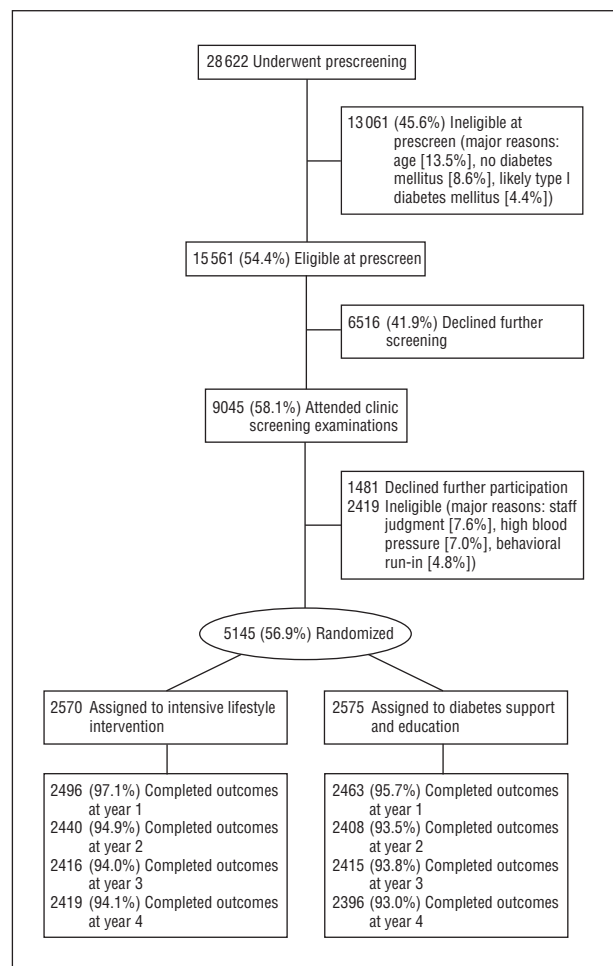 28 622 Underwent prescreening
13 061 (45.6%) Ineligible at
prescreen (major reasons:
age [13.5%], no diabetes
mellitus [8.6%], likely type I
diabetes mellitus [4.4%])
15 561 (54.4%) Eligible at prescreen
6516 (41.9%) Declined further
screening
9045 (58.1%) Attended clinic
screening examinations
1481 Declined further participation
2419 Ineligible (major reasons: staff
judgment [7.6%], high blood
pressure [7.0%], behavioral
run-in [4.8%])
5145 (56.9%) Randomized
2570 Assigned to intensive lifestyle
intervention
2575 Assigned to diabetes support
and education
2496 (97.1%) Completed outcomes
at year 1
2440 (94.9%) Completed outcomes
at year 2
2416 (94.0%) Completed outcomes
at year 3
2419 (94.1%) Completed outcomes
at year 4
2463 (95.7%) Completed outcomes
at year 1
2408 (93.5%) Completed outcomes
at year 2
2415 (93.8%) Completed outcomes
at year 3
2396 (93.0%) Completed outcomes
at year 4